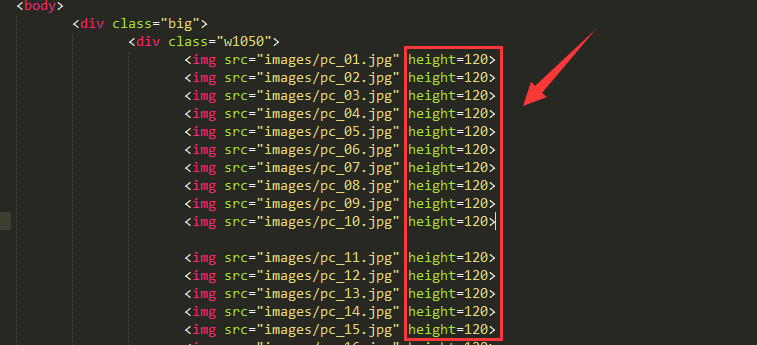 <body>
<div class="big">
<div class="w1050">
<img src="images/pc_01.jpg" height=120>
<img src="images/pc_02.jpg" height=120>
<img src="images/pc_03.jpg" height=120>
<img src="images/pc_04.jpg" height=120>
<img src="images/pc_05.jpg" height=120>
<img src="images/pc_06.jpg" height=120>
<img src="images/pc_07.jpg" height=120>
<img src="images/pc_08.jpg" height=120>
<img src="images/pc_09.jpg" height=120>
<img src="images/pc_10.jpg" height=120>
<img src="images/pc_11.jpg" height=120>
<img src="images/pc_12.jpg" height=120>
<img src="images/pc_13.jpg" height=120>
<img src="images/pc_14.jpg" height=120>
<img src="images/pc_15.jpg" height=120>